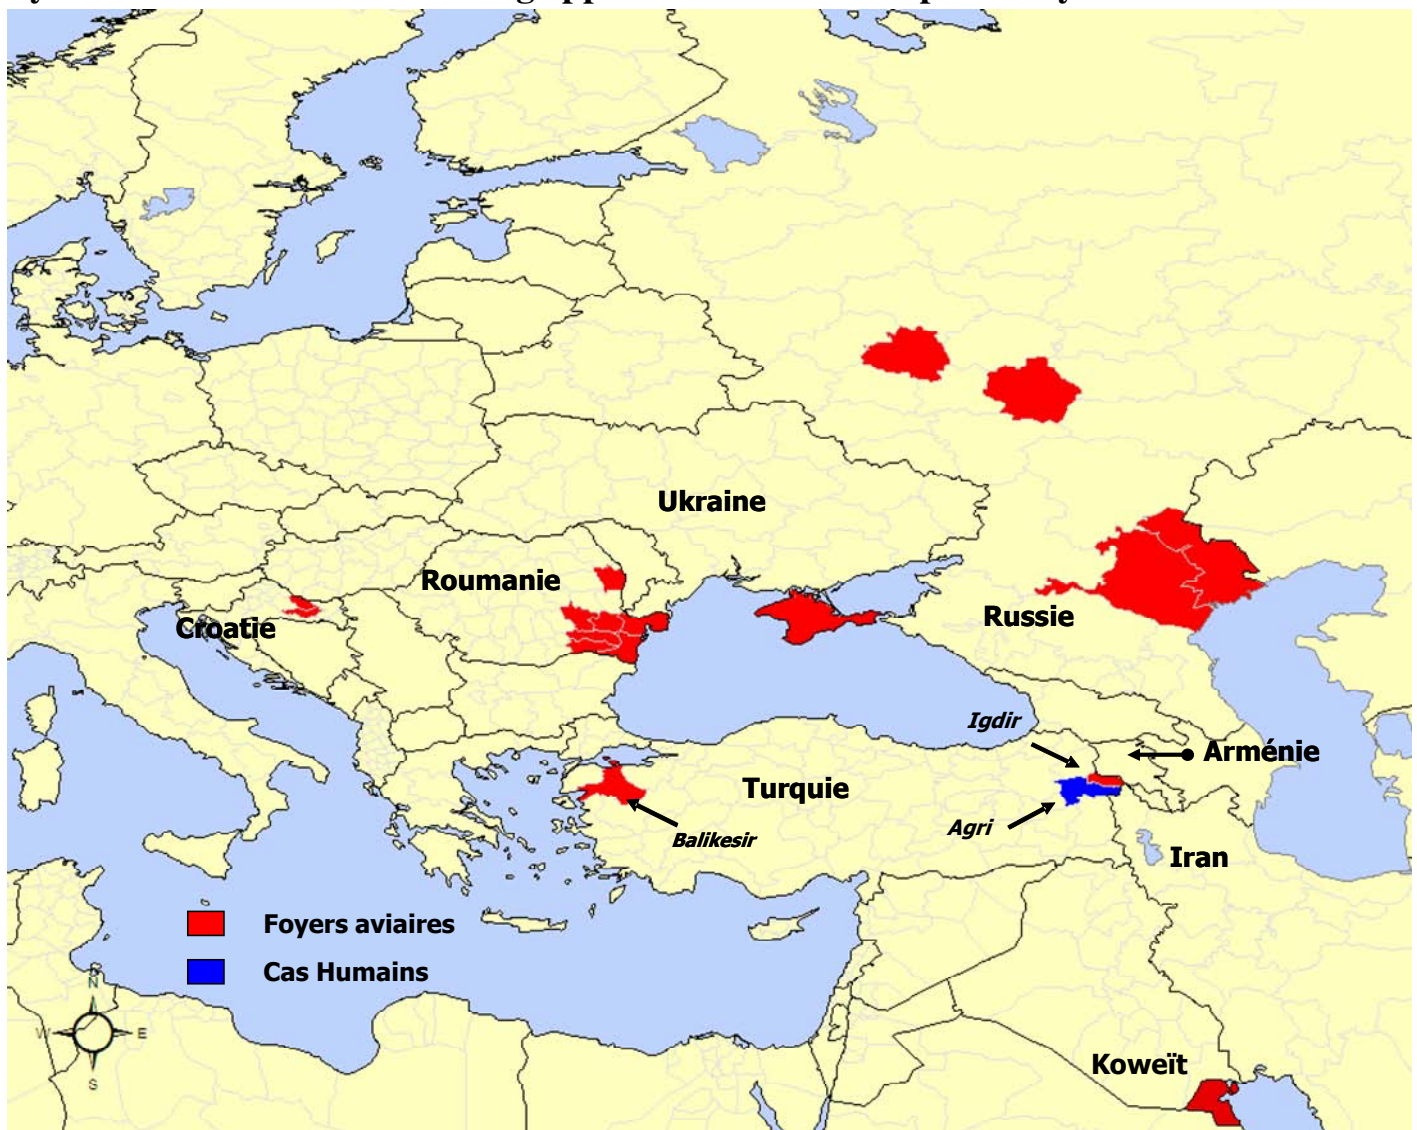 Ukraine
Roumanie
Croatie
Russie
Igdir
Arménie
Turquie
Agri
Balikesir
Iran
Foyers aviaires
Cas Humains
N
W
E
S
Koweït